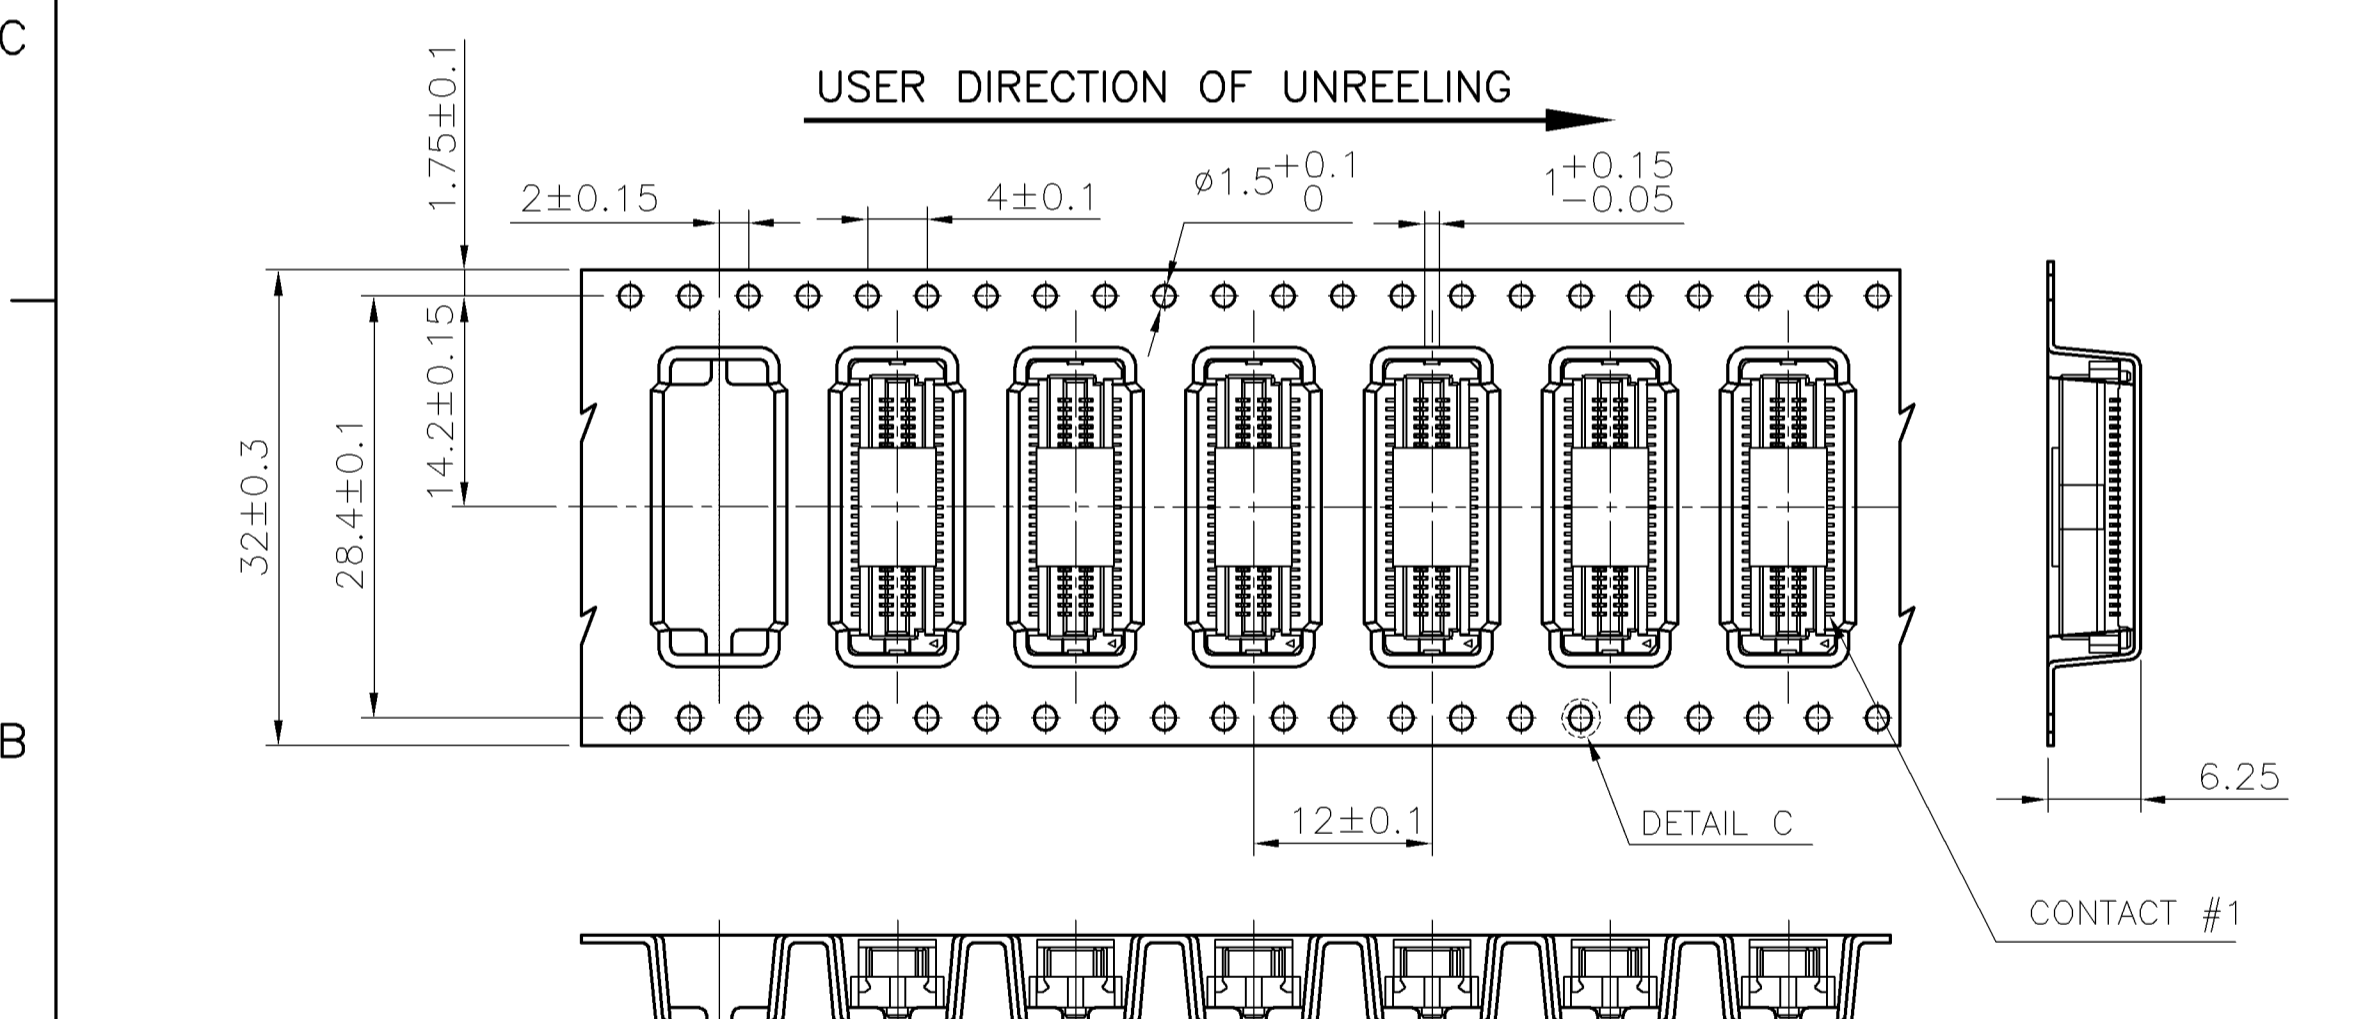 C
USER DIRECTION OF UNREELING
1.75±0.1
2±0.15
4±0.1
ø1.5+0.1
0
1+0.15
-0.05
14.2±0.15
28.4±0.1
32±0.3
B
12±0.1
DETAIL C
6.25
CONTACT #1